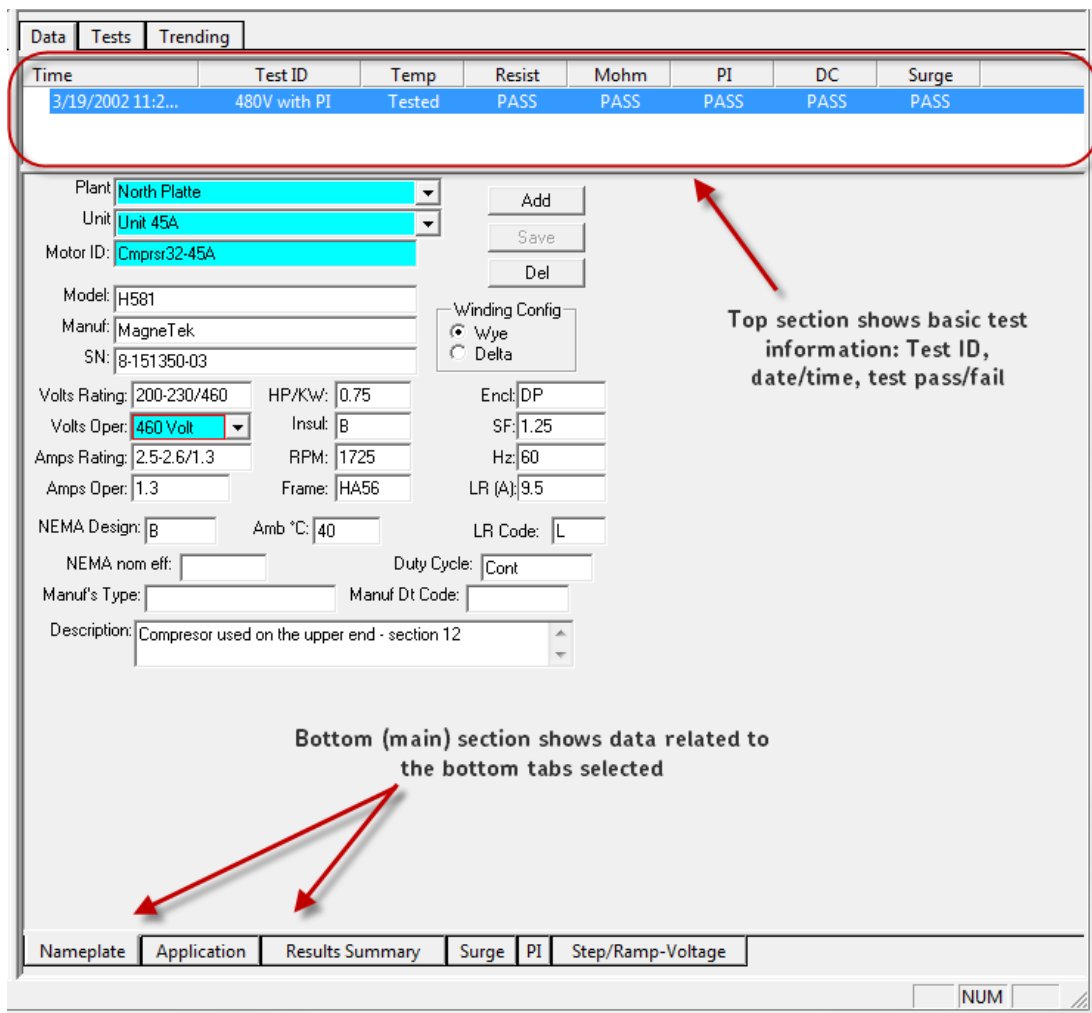 Data Tests Trending
Time Test ID Temp Resist Mohm PI DC Surge
3/19/2002 11:2... 480V with PI Tested PASS PASS PASS PASS PASS
Plant North Platte
Add
Unit Unit 45A
Save
Motor ID: Cmprsr32-45A
Del
Model: H581
Winding Config
Manuf: MagneTek
Wye
SN: 8-151350-03
Delta
Top section shows basic test
information: Test ID,
date/time, test pass/fail
Volts Rating: 200-230/460 HP/KW: 0.75 Encl: DP
Volts Oper: 460 Volt Insul: B SF: 1.25
Amps Rating: 2.5-2.6/1.3 RPM: 1725 Hz: 60
Amps Oper: 1.3 Frame: HA56 LR (A): 9.5
NEMA Design: B Amb °C: 40 LR Code: L
NEMA nom eff: Duty Cycle: Cont
Manuf's Type: Manuf Dt Code:
Description: Compresor used on the upper end - section 12
Bottom (main) section shows data related to
the bottom tabs selected
Nameplate Application Results Summary Surge PI Step/Ramp-Voltage
NUM